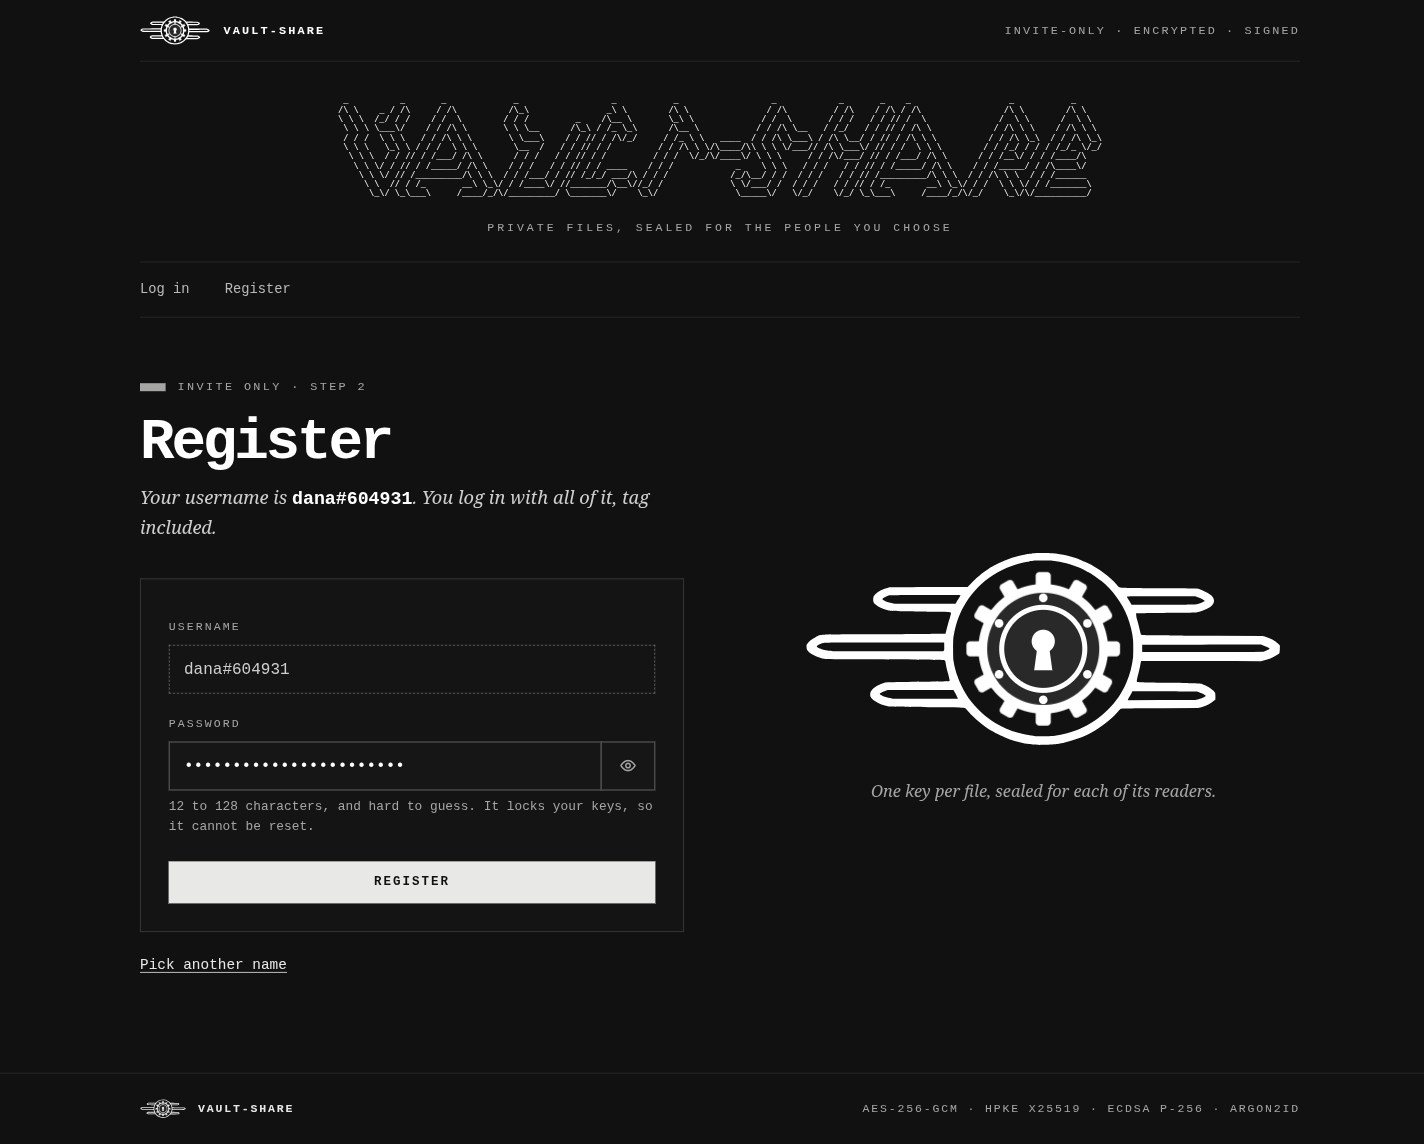 VAULT-SHARE
INVITE-ONLY · ENCRYPTED · SIGNED
VAULT-SHARE
PRIVATE FILES, SEALED FOR THE PEOPLE YOU CHOOSE
Log in
Register
INVITE ONLY · STEP 2
Register
Your username is dana#604931. You log in with all of it, tag
included.
USERNAME
dana#604931
PASSWORD
•••••••••••••••••••••••
12 to 128 characters, and hard to guess. It locks your keys, so
it cannot be reset.
REGISTER
One key per file, sealed for each of its readers.
Pick another name
VAULT-SHARE
AES-256-GCM · HPKE X25519 · ECDSA P-256 · ARGON2ID